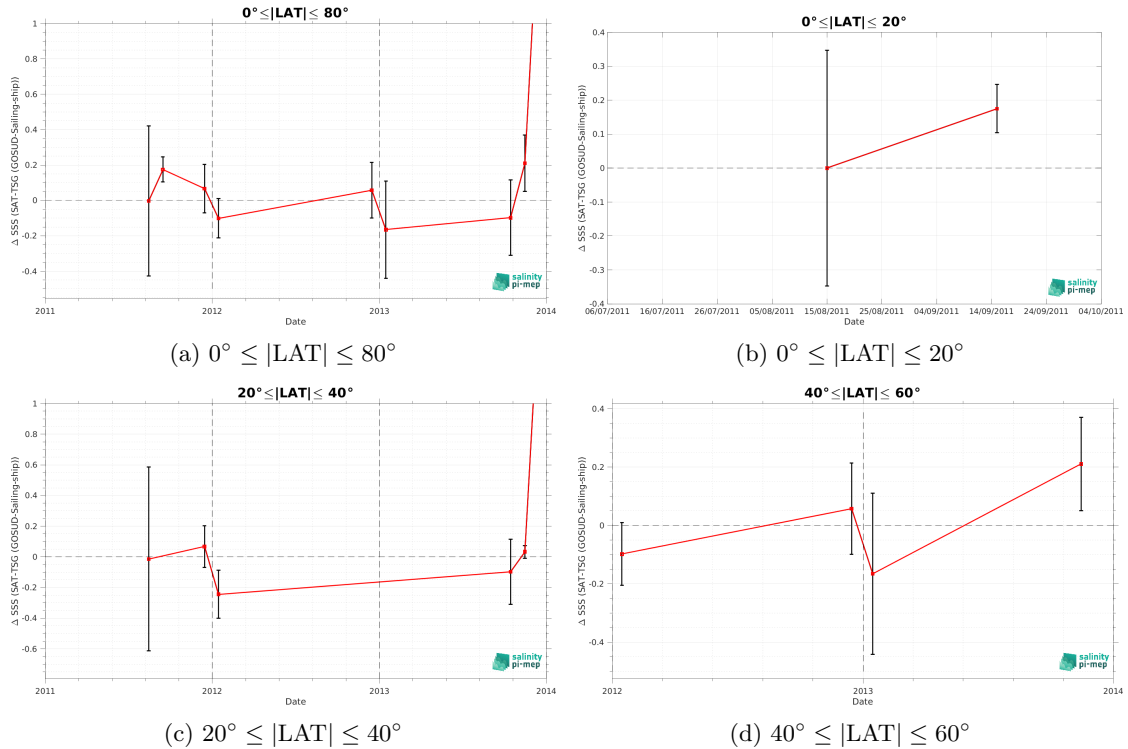 0°≤|LAT|≤ 80°
Δ SSS (SAT-TSG (GOSUD-Sailing-ship))
1
0.8
0.6
0.4
0.2
0
-0.2
-0.4
2011
2012
2013
2014
Date
salinity
pi-mep
(a) 0° ≤ |LAT| ≤ 80°
0°≤|LAT|≤ 20°
Δ SSS (SAT-TSG (GOSUD-Sailing-ship))
0.4
0.3
0.2
0.1
0
-0.1
-0.2
-0.3
-0.4
06/07/2011
16/07/2011
26/07/2011
05/08/2011
15/08/2011
25/08/2011
04/09/2011
14/09/2011
24/09/2011
04/10/2011
Date
salinity
pi-mep
(b) 0° ≤ |LAT| ≤ 20°
20°≤|LAT|≤ 40°
Δ SSS (SAT-TSG (GOSUD-Sailing-ship))
1
0.8
0.6
0.4
0.2
0
-0.2
-0.4
-0.6
2011
2012
2013
2014
Date
salinity
pi-mep
(c) 20° ≤ |LAT| ≤ 40°
40°≤|LAT|≤ 60°
Δ SSS (SAT-TSG (GOSUD-Sailing-ship))
0.4
0.2
0
-0.2
-0.4
2012
2013
2014
Date
salinity
pi-mep
(d) 40° ≤ |LAT| ≤ 60°